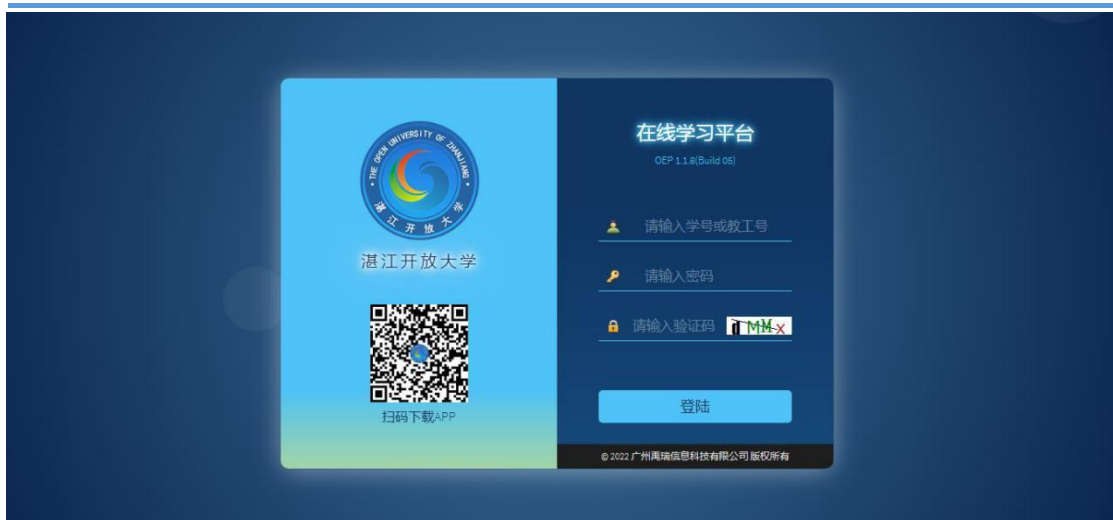 THE OPEN UNIVERSITY OF ZHANJIANG
湛江开放大学
湛江开放大学
扫码下载APP
在线学习平台
OEP 1.1.8(Build 05)
请输入学号或教工号
请输入密码
请输入验证码
登陆
© 2022 广州禹瑞信息科技有限公司 版权所有